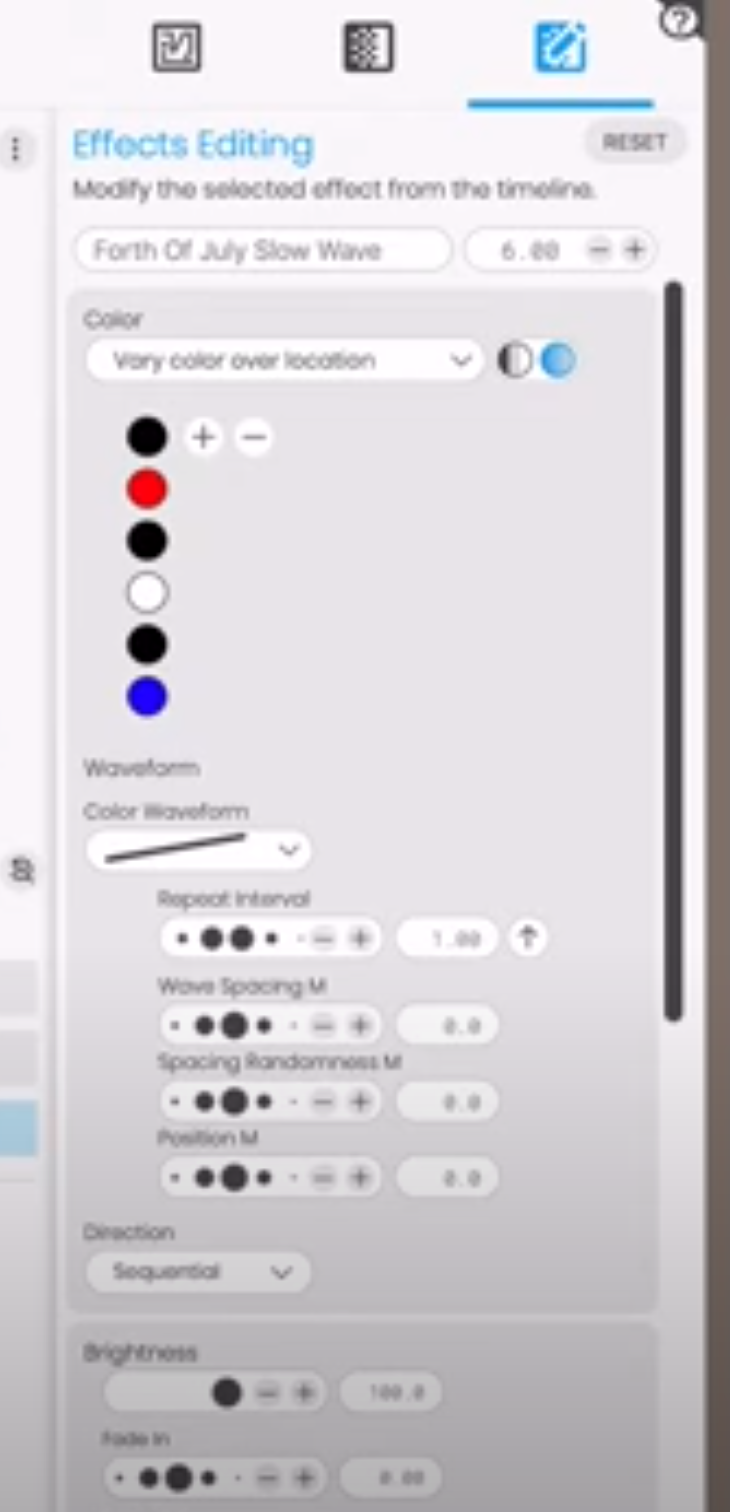 Effects Editing
RESET
Modify the selected effect from the timeline.
Forth Of July Slow Wave
6.00
Color
Vary color over location
Waveform
Color Waveform
Repeat Interval
1.00
Wave Spacing M
0.0
Spacing Randomness M
0.0
Position M
0.0
Direction
Sequential
Brightness
100.0
Fade In
0.00